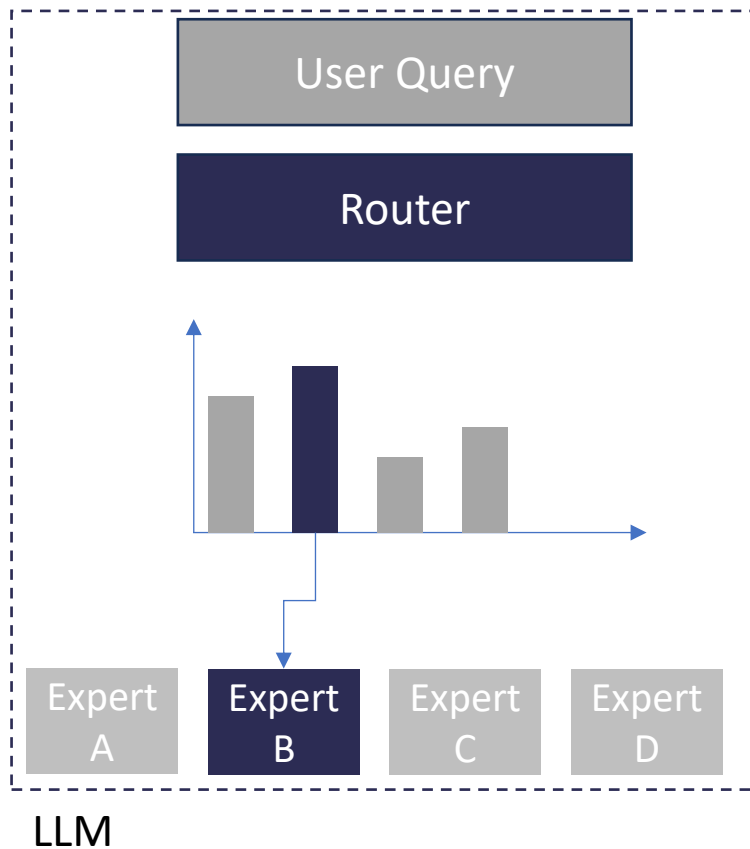 User Query
Router
Expert
A
Expert
B
Expert
C
Expert
D
LLM